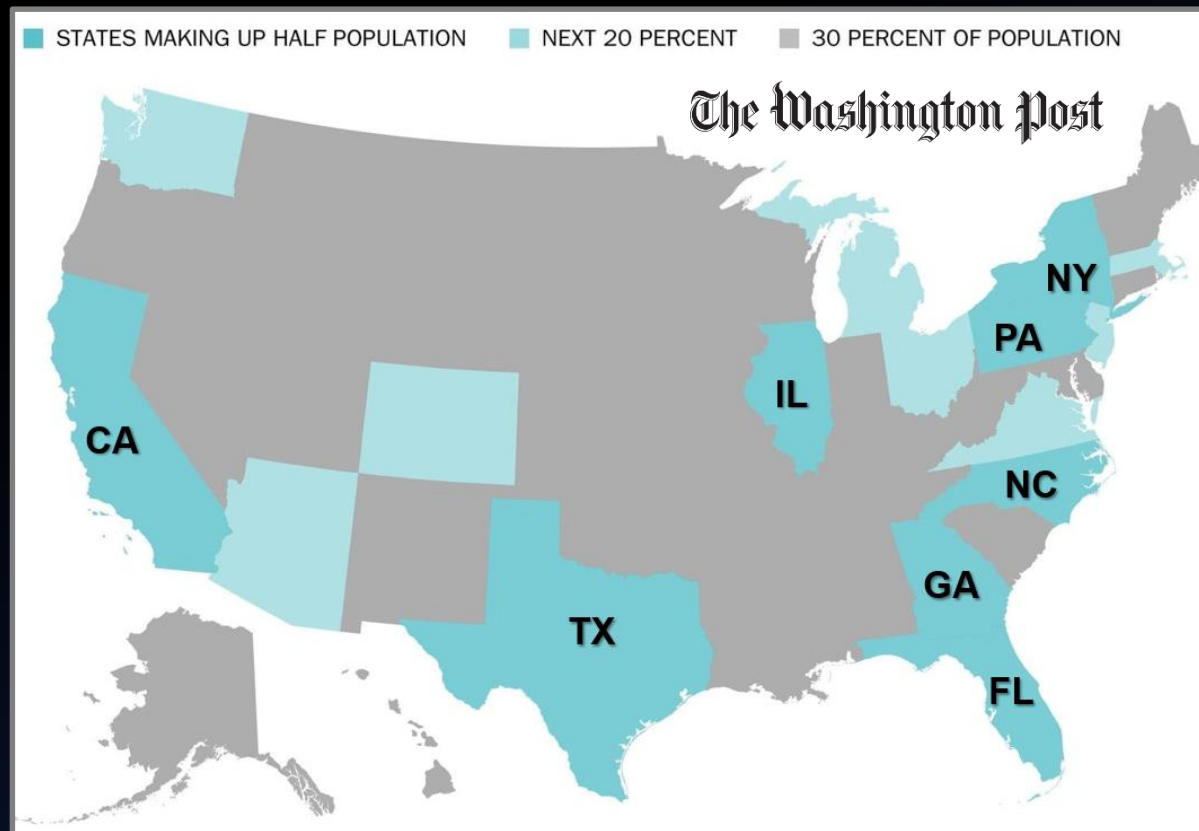 STATES MAKING UP HALF POPULATION NEXT 20 PERCENT 30 PERCENT OF POPULATION
The Washington Post
NY
PA
IL
CA
NC
GA
TX
FL